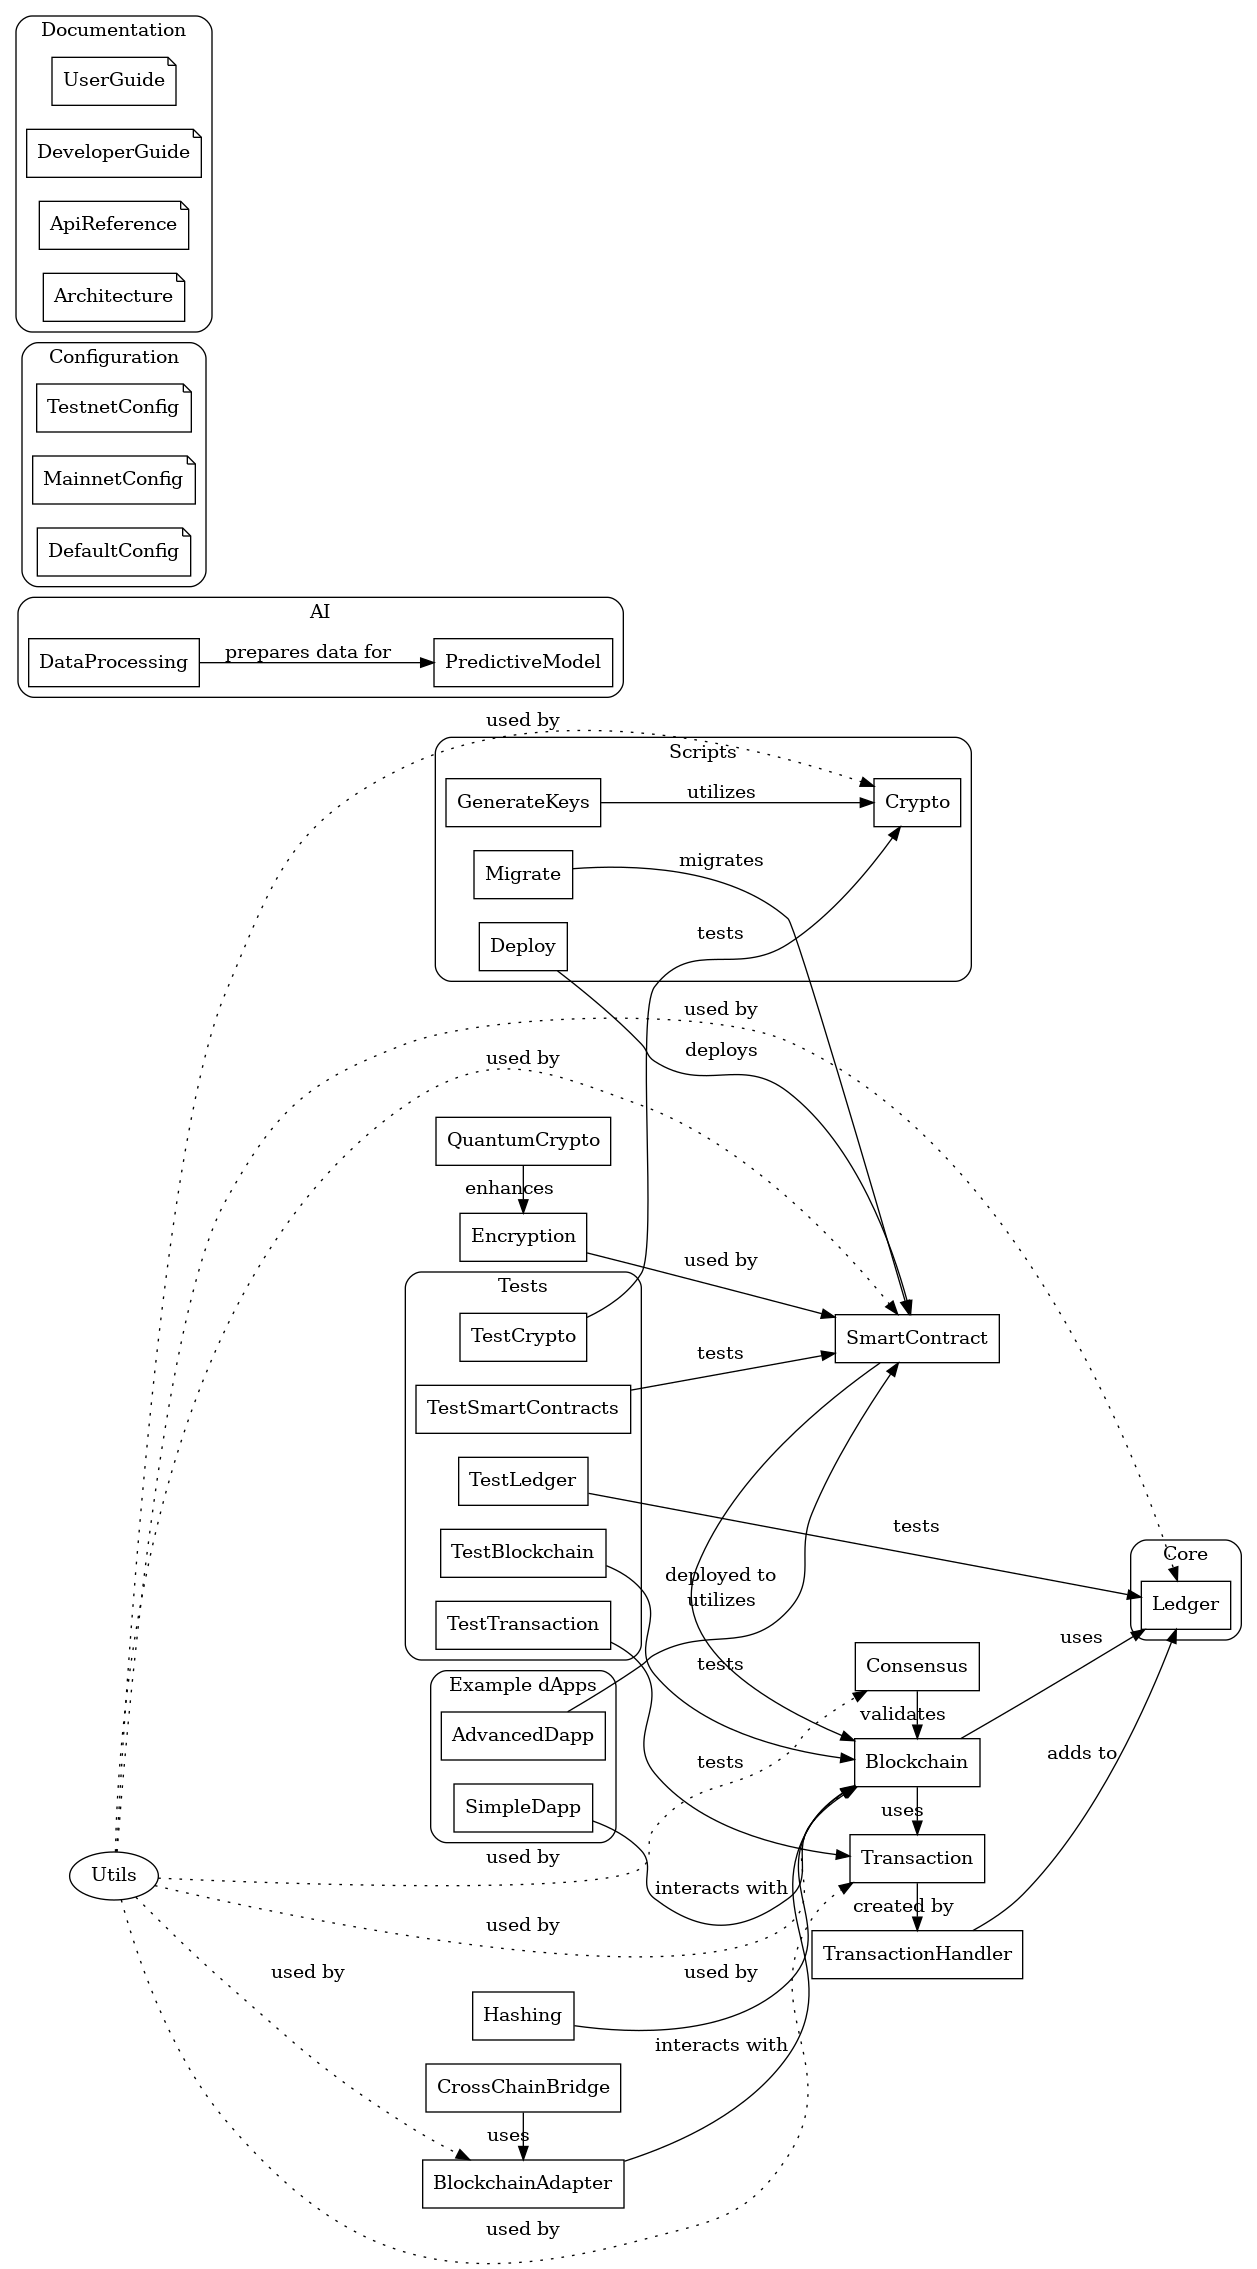 Documentation
UserGuide
DeveloperGuide
ApiReference
Architecture
Configuration
TestnetConfig
MainnetConfig
DefaultConfig
AI
DataProcessing
prepares data for
PredictiveModel
used by
Scripts
GenerateKeys
utilizes
Crypto
Migrate
migrates
tests
Deploy
used by
deploys
used by
QuantumCrypto
enhances
Encryption
used by
Tests
TestCrypto
SmartContract
tests
TestSmartContracts
TestLedger
tests
TestBlockchain
Core
deployed to
utilizes
Ledger
TestTransaction
uses
tests
Consensus
Example dApps
validates
AdvancedDapp
adds to
tests
Blockchain
SimpleDapp
uses
used by
Transaction
Utils
interacts with
created by
used by
TransactionHandler
used by
used by
Hashing
interacts with
CrossChainBridge
uses
BlockchainAdapter
used by